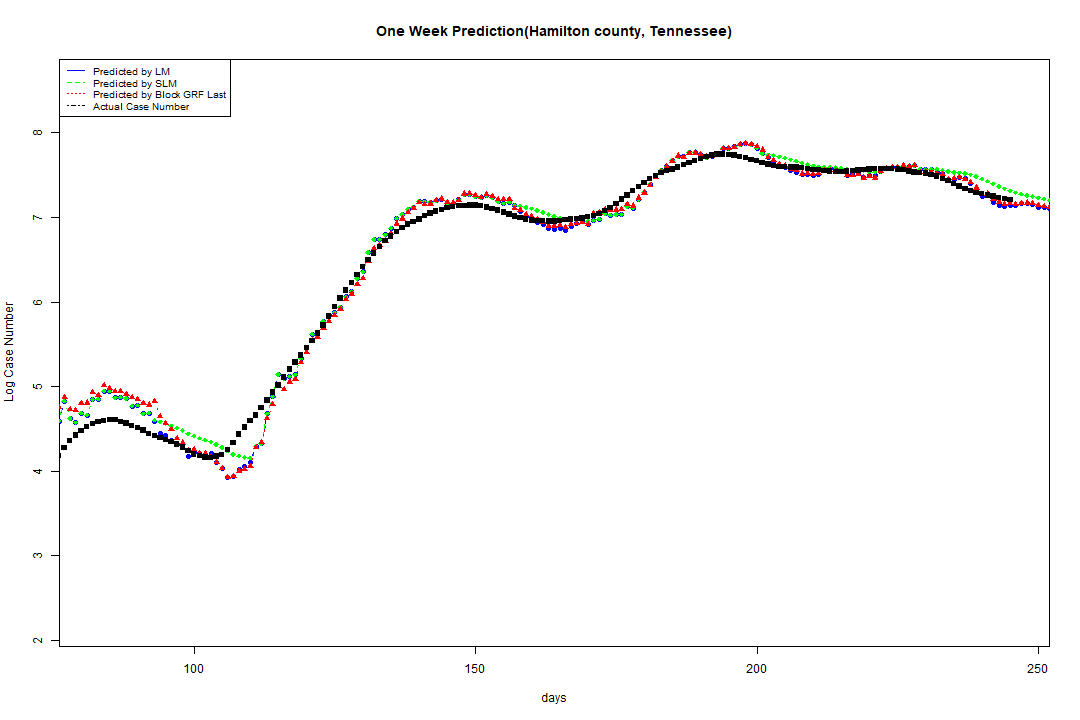 One Week Prediction(Hamilton county, Tennessee)
Predicted by LM
Predicted by SLM
Predicted by Block GRF Last
Actual Case Number
8
7
6
5
4
3
2
Log Case Number
100
150
200
250
days